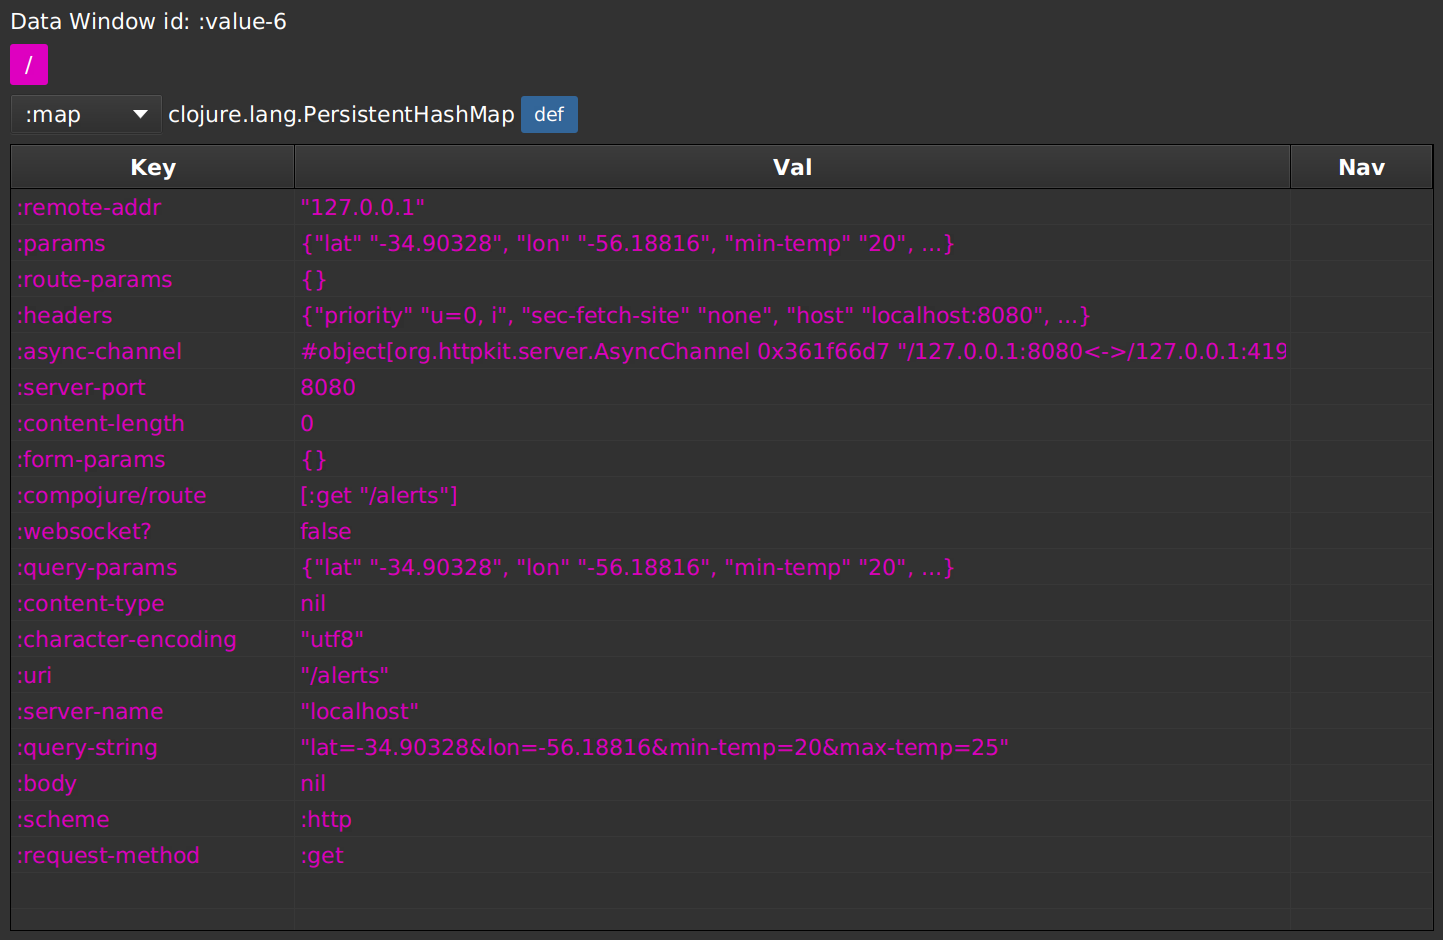 Data Window id: :value-6
/
:map clojure.lang.PersistentHashMap def
Key Val Nav
:remote-addr "127.0.0.1"
:params {"lat" "-34.90328", "lon" "-56.18816", "min-temp" "20", ...}
:route-params {}
:headers {"priority" "u=0, i", "sec-fetch-site" "none", "host" "localhost:8080", ...}
:async-channel #object[org.httpkit.server.AsyncChannel 0x361f66d7 "/127.0.0.1:8080<->/127.0.0.1:419
:server-port 8080
:content-length 0
:form-params {}
:compojure/route [:get "/alerts"]
:websocket? false
:query-params {"lat" "-34.90328", "lon" "-56.18816", "min-temp" "20", ...}
:content-type nil
:character-encoding "utf8"
:uri "/alerts"
:server-name "localhost"
:query-string "lat=-34.90328&lon=-56.18816&min-temp=20&max-temp=25"
:body nil
:scheme :http
:request-method :get